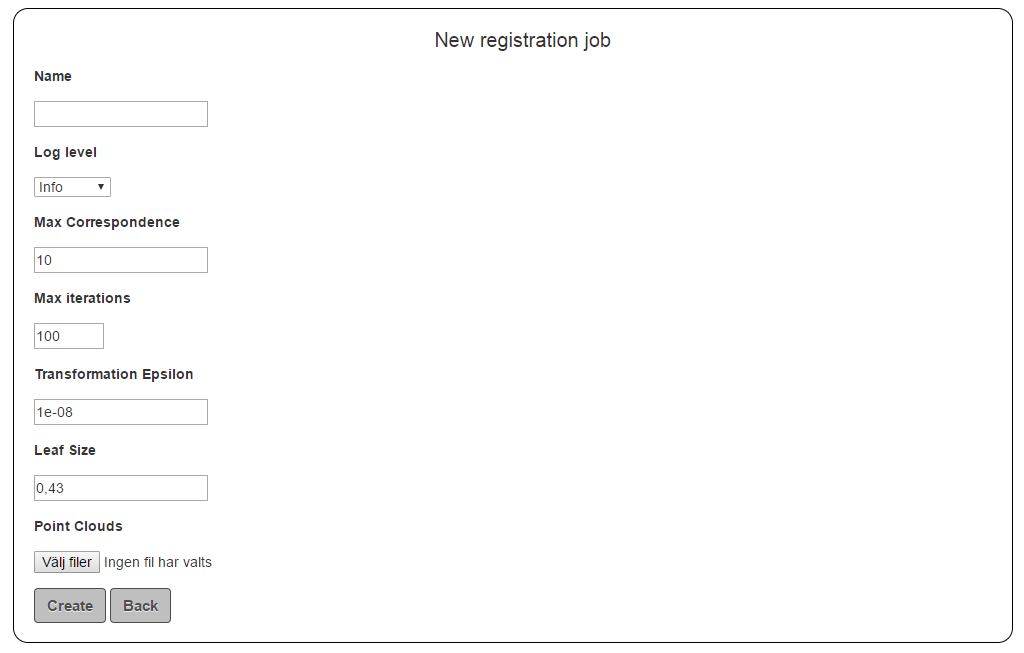 New registration job
Name
Log level
Info
Max Correspondence
10
Max iterations
100
Transformation Epsilon
1e-08
Leaf Size
0,43
Point Clouds
Välj filer Ingen fil har valts
Create Back